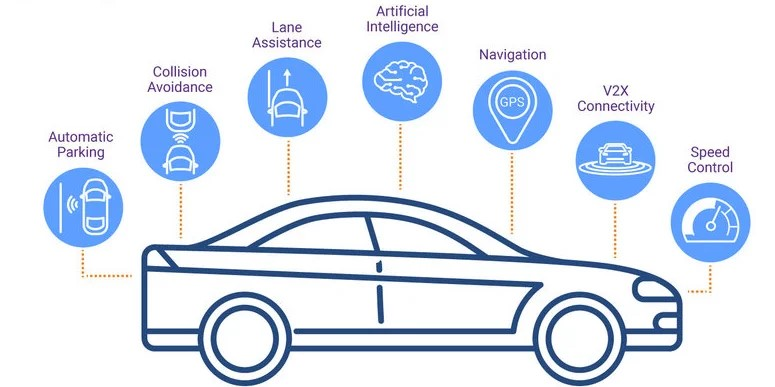 Artificial
Intelligence
Lane
Assistance
Navigation
Collision
Avoidance
GPS
V2X
Connectivity
Automatic
Parking
Speed
Control